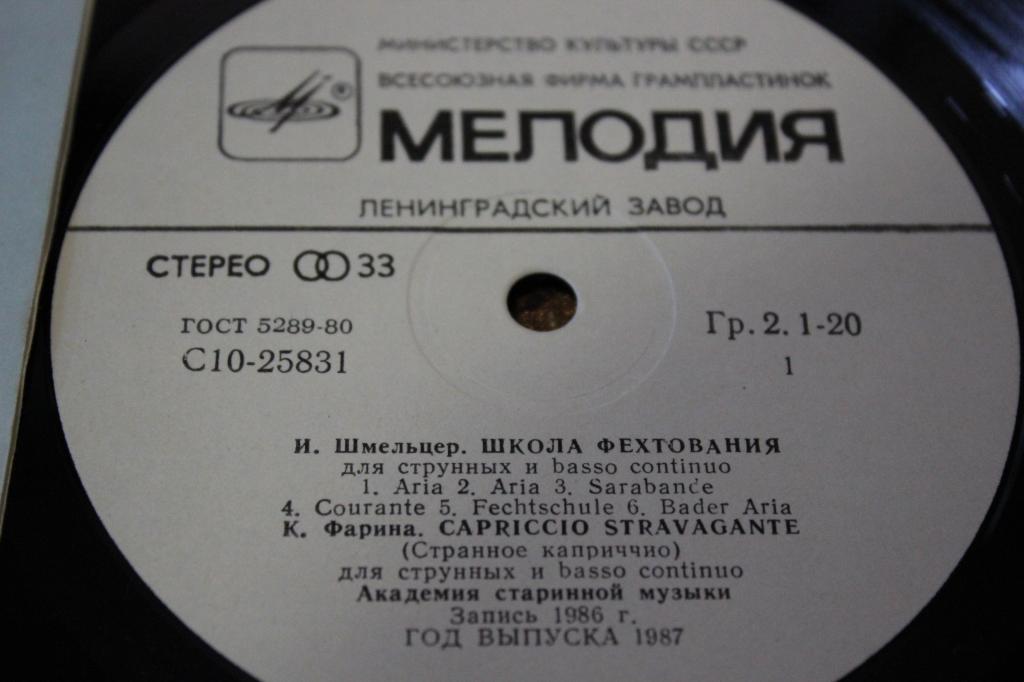 МИНИСТЕРСТВО КУЛЬТУРЫ СССР
ВСЕСОЮЗНАЯ ФИРМА ГРАМПЛАСТИНОК
®
МЕЛОДИЯ
ЛЕНИНГРАДСКИЙ ЗАВОД
СТЕРЕО 33
ГОСТ 5289-80
Гр. 2. 1-20
С10-25831
1
И. Шмельцер. ШКОЛА ФЕХТОВАНИЯ
для струнных и basso continuo
1. Aria 2. Aria 3. Sarabande
4. Courante 5. Fechtschule 6. Bader Aria
К. Фарина. CAPRICCIO STRAVAGANTE
(Странное каприччио)
для струнных и basso continuo
Академия старинной музыки
Запись 1986 г.
ГОД ВЫПУСКА 1987